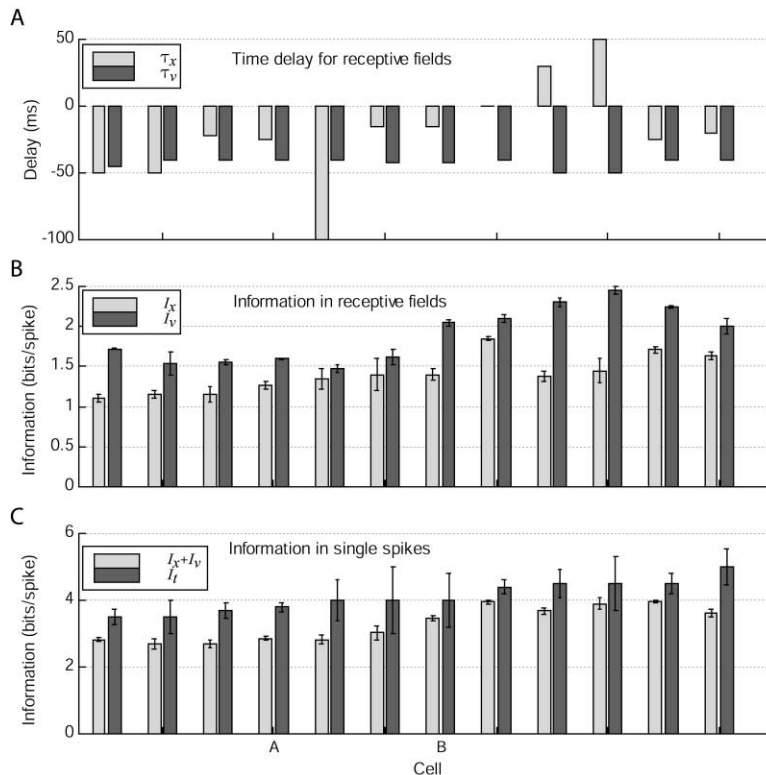 A
50
0
-50
-100
Delay (ms)
τx
τv
Time delay for receptive fields
B
2.5
2
1.5
1
0.5
0
Information (bits/spike)
Ix
Iv
Information in receptive fields
C
6
4
2
0
Information (bits/spike)
Ix+Iv
It
Information in single spikes
A B
Cell